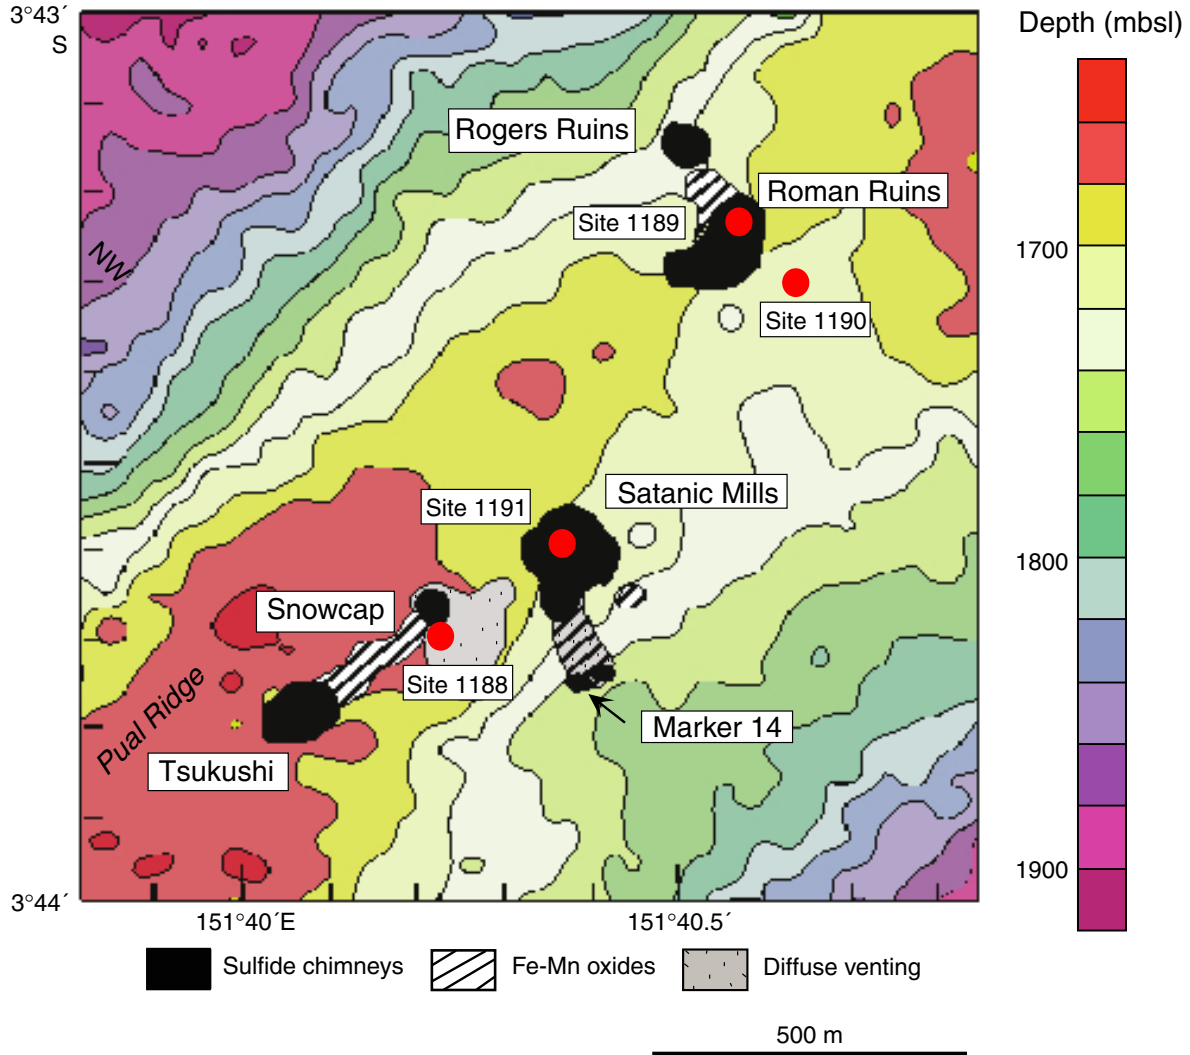 3°43´
S
Depth (mbsl)
Rogers Ruins
Roman Ruins
Site 1189
NW
1700
Site 1190
Satanic Mills
Site 1191
1800
Snowcap
Site 1188
Pual Ridge
Marker 14
Tsukushi
1900
3°44´
151°40´E
151°40.5´
Sulfide chimneys
Fe-Mn oxides
Diffuse venting
500 m